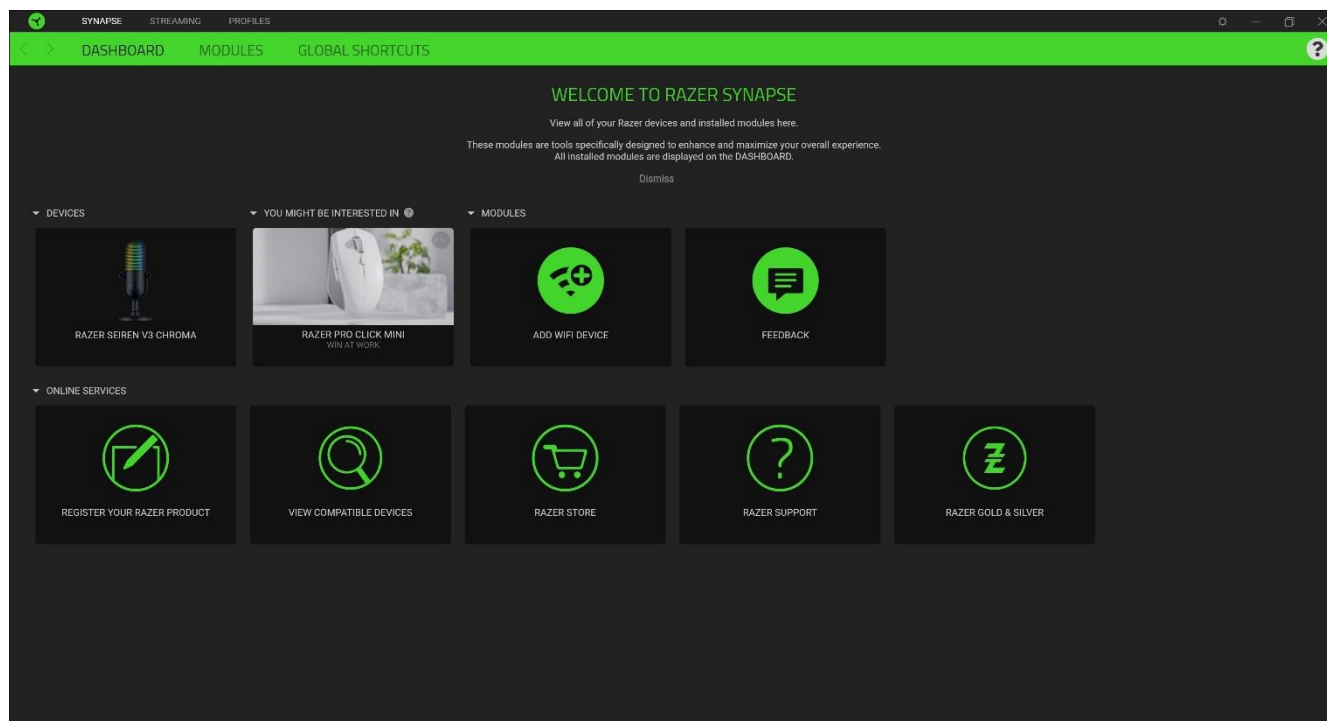 SYNAPSE STREAMING PROFILES
DASHBOARD MODULES GLOBAL SHORTCUTS
?
WELCOME TO RAZER SYNAPSE
View all of your Razer devices and installed modules here.
These modules are tools specifically designed to enhance and maximize your overall experience.
All installed modules are displayed on the DASHBOARD.
Dismiss
DEVICES
YOU MIGHT BE INTERESTED IN ?
MODULES
RAZER SEIREN V3 CHROMA
RAZER PRO CLICK MINI
WIN AT WORK
ADD WIFI DEVICE
FEEDBACK
ONLINE SERVICES
REGISTER YOUR RAZER PRODUCT
VIEW COMPATIBLE DEVICES
RAZER STORE
?
RAZER SUPPORT
RAZER GOLD & SILVER